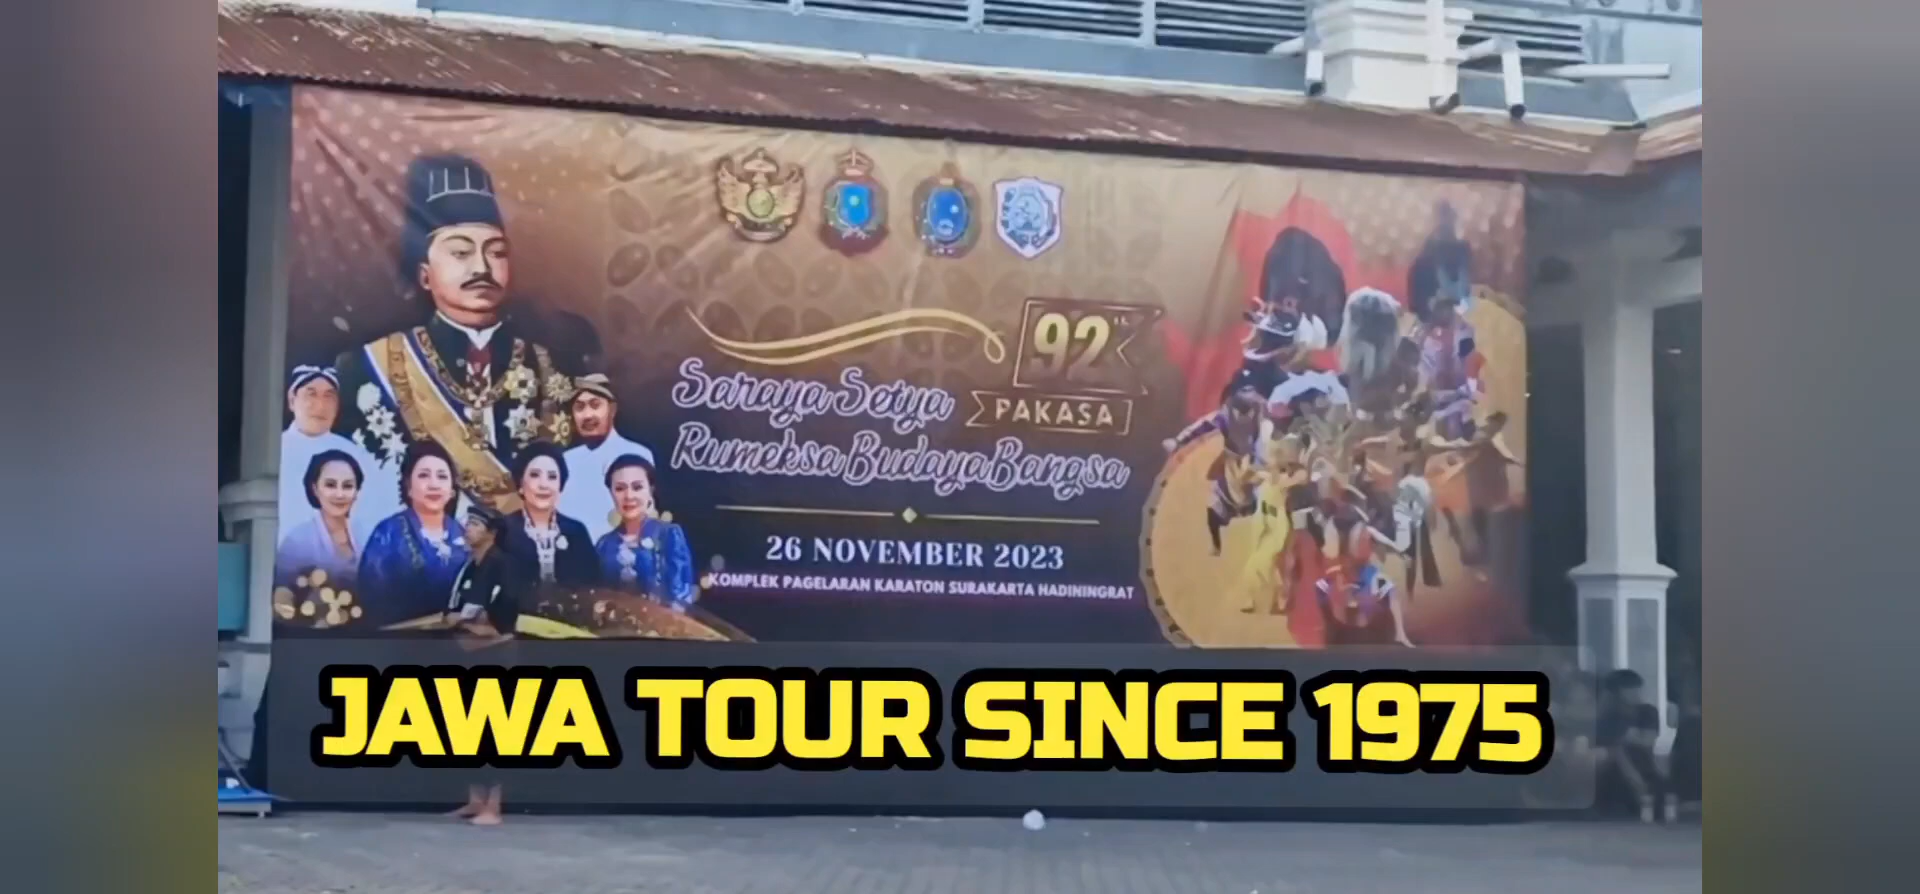 92TH
PAKASA
Saraya Setya
Rumeksa Budaya Bangsa
26 NOVEMBER 2023
KOMPLEK PAGELARAN KARATON SURAKARTA HADININGRAT
JAWA TOUR SINCE 1975